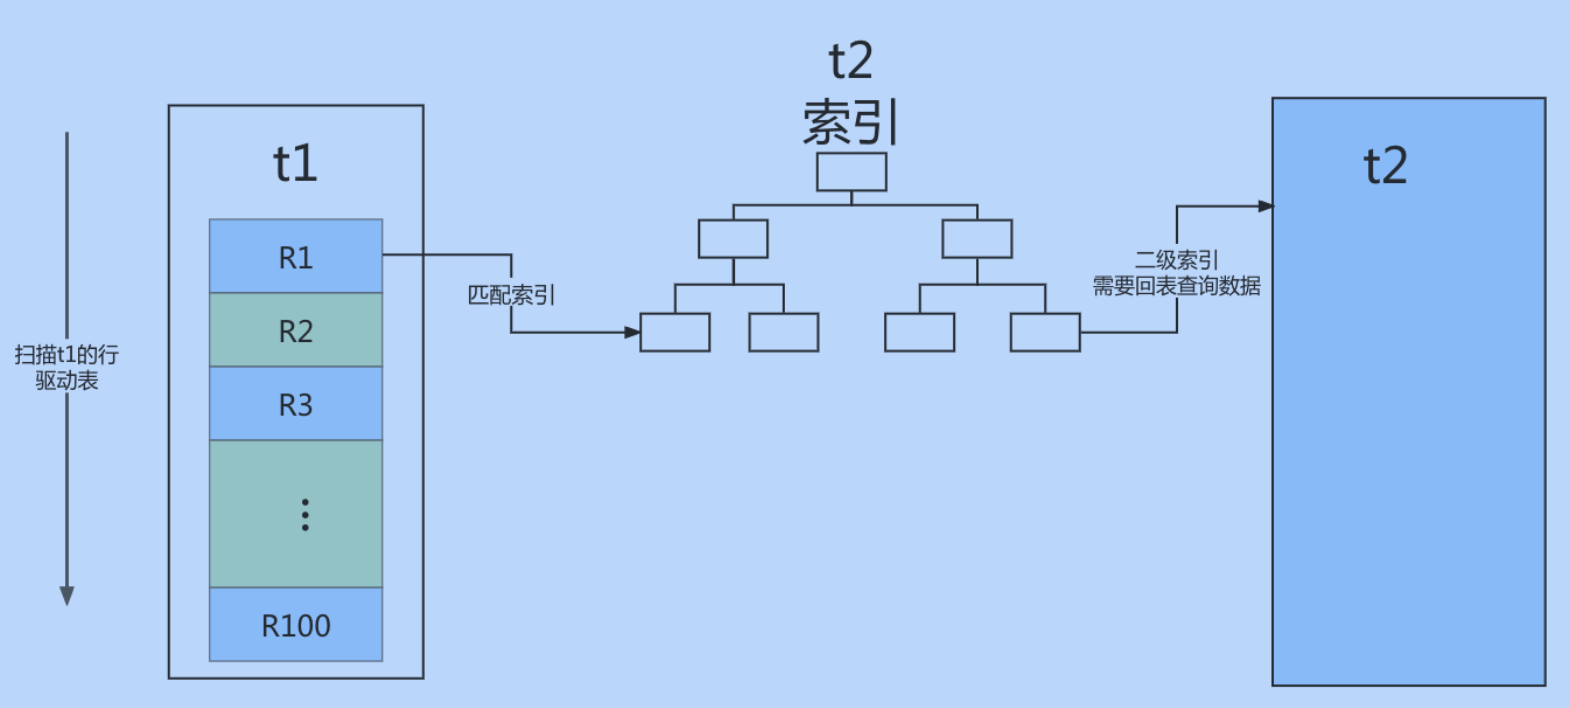 t2
索引
t1
t2
R1
R2
R3
R100
扫描t1的行
驱动表
匹配索引
二级索引
需要回表查询数据